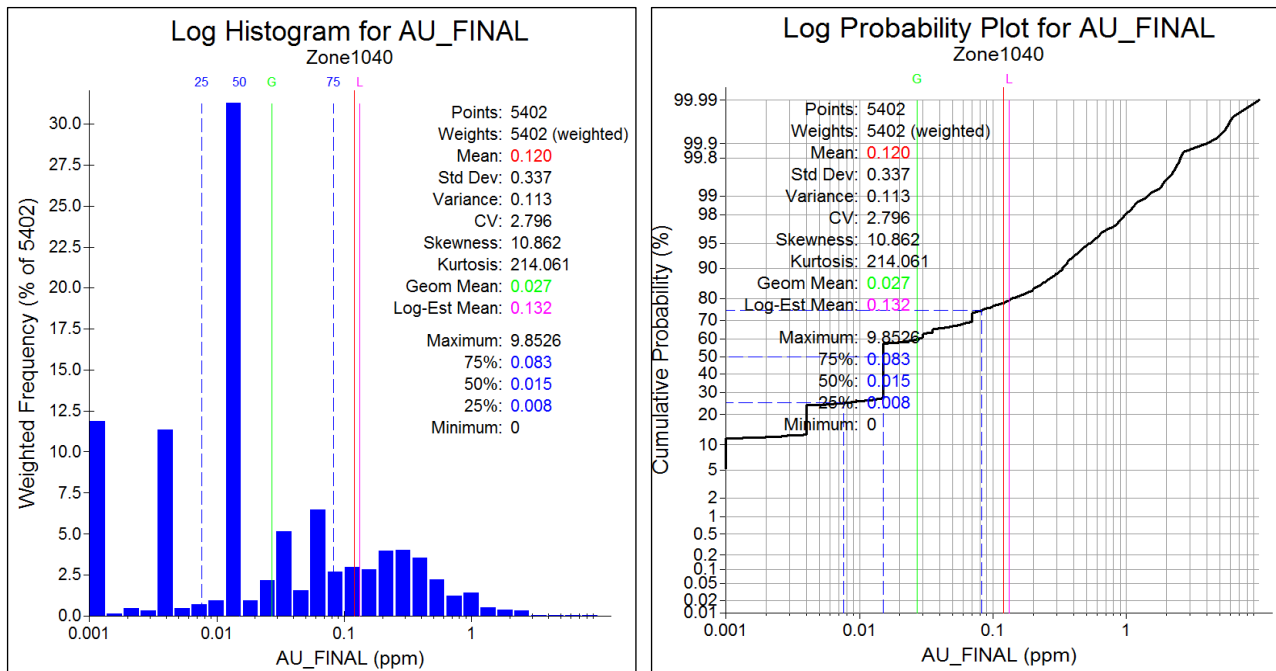 Log Histogram for AU_FINAL
Zone1040
25 50 G 75 L
Points: 5402
Weights: 5402 (weighted)
Mean: 0.120
Std Dev: 0.337
Variance: 0.113
CV: 2.796
Skewness: 10.862
Kurtosis: 214.061
Geom Mean: 0.027
Log-Est Mean: 0.132
Maximum: 9.8526
75%: 0.083
50%: 0.015
25%: 0.008
Minimum: 0
Weighted Frequency (% of 5402)
30.0
27.5
25.0
22.5
20.0
17.5
15.0
12.5
10.0
7.5
5.0
2.5
0.0
0.001 0.01 0.1 1
AU_FINAL (ppm)
Log Probability Plot for AU_FINAL
Zone1040
G L
Points: 5402
Weights: 5402 (weighted)
Mean: 0.120
Std Dev: 0.337
Variance: 0.113
CV: 2.796
Skewness: 10.862
Kurtosis: 214.061
Geom Mean: 0.027
Log-Est Mean: 0.132
Maximum: 9.8526
75%: 0.083
50%: 0.015
25%: 0.008
Minimum: 0
Cumulative Probability (%)
99.99
99.9
99.8
99
98
95
90
80
70
60
50
40
30
20
10
5
2
1
0.5
0.2
0.1
0.05
0.02
0.01
0.001 0.01 0.1 1
AU_FINAL (ppm)